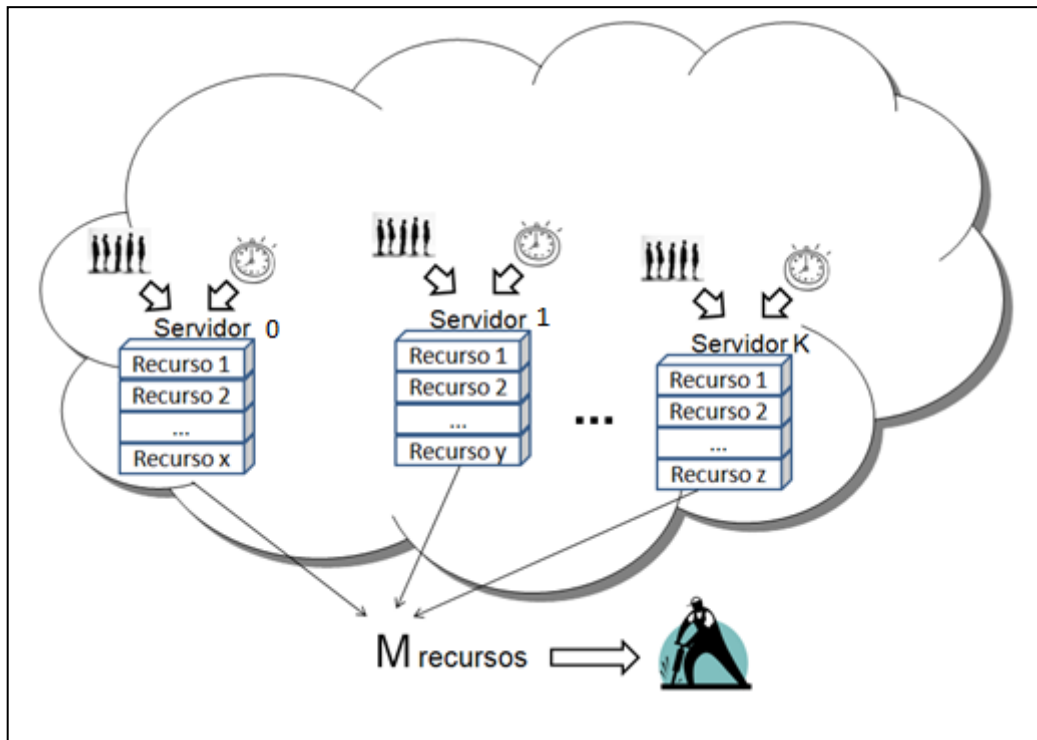 Servidor 0
Recurso 1
Recurso 2
...
Recurso x
Servidor 1
Recurso 1
Recurso 2
...
Recurso y
...
Servidor K
Recurso 1
Recurso 2
...
Recurso z
M recursos